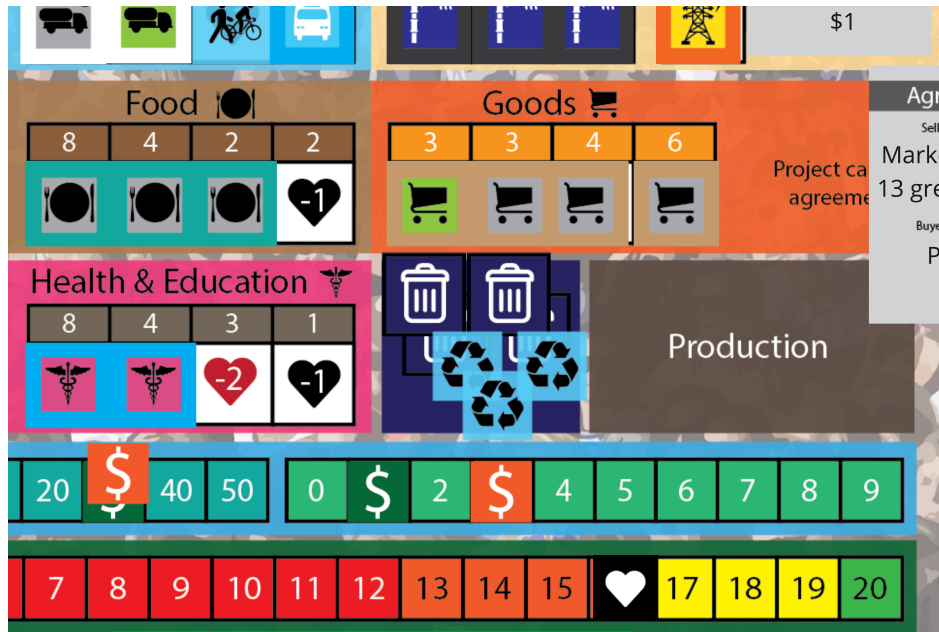 $1
Food
8 4 2 2
-1
Goods
3 3 4 6
Project ca
agreeme
Agr
Sell
Mark
13 gre
Buye
P
Health & Education
8 4 3 1
-2 -1
Production
20 $ 40 50 0 $ 2 $ 4 5 6 7 8 9
7 8 9 10 11 12 13 14 15 17 18 19 20